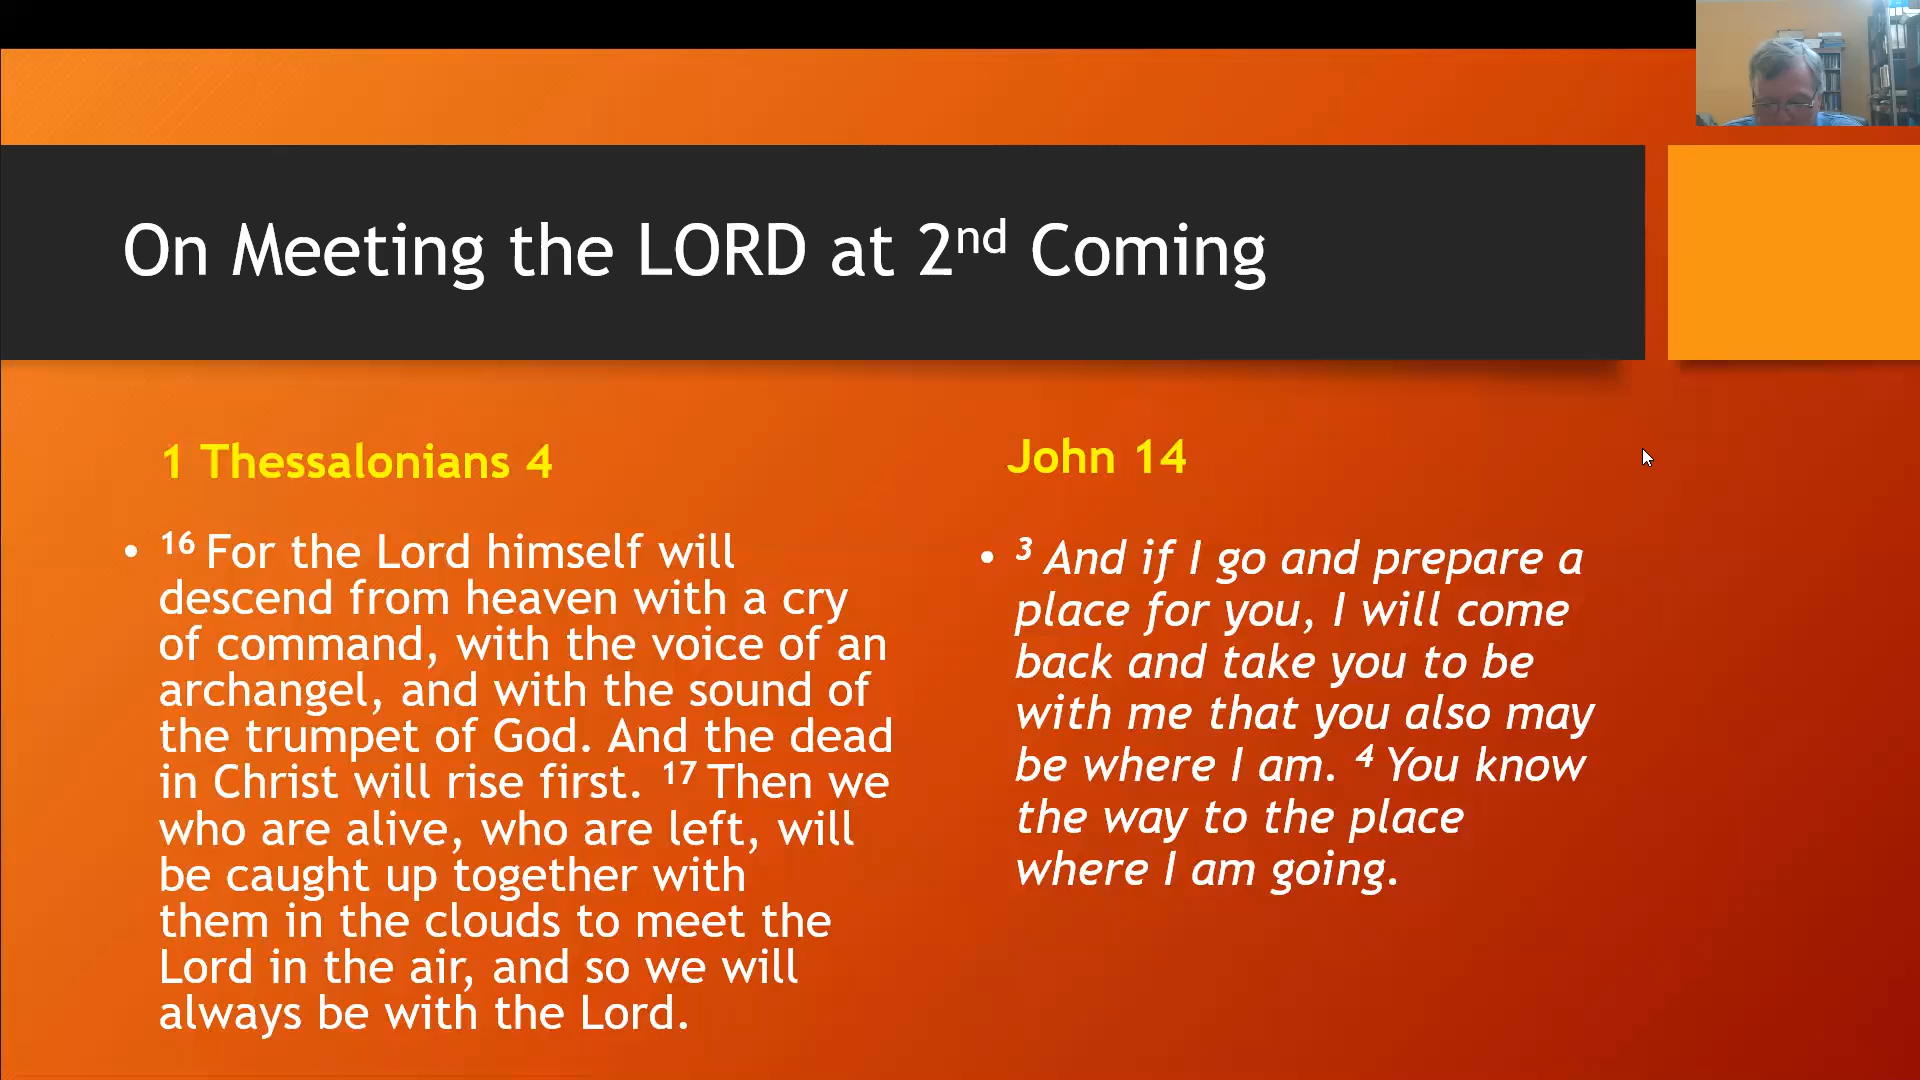 On Meeting the LORD at 2nd Coming
1 Thessalonians 4
• 16 For the Lord himself will
descend from heaven with a cry
of command, with the voice of an
archangel, and with the sound of
the trumpet of God. And the dead
in Christ will rise first. 17 Then we
who are alive, who are left, will
be caught up together with
them in the clouds to meet the
Lord in the air, and so we will
always be with the Lord.
John 14
• 3 And if I go and prepare a
place for you, I will come
back and take you to be
with me that you also may
be where I am. 4 You know
the way to the place
where I am going.